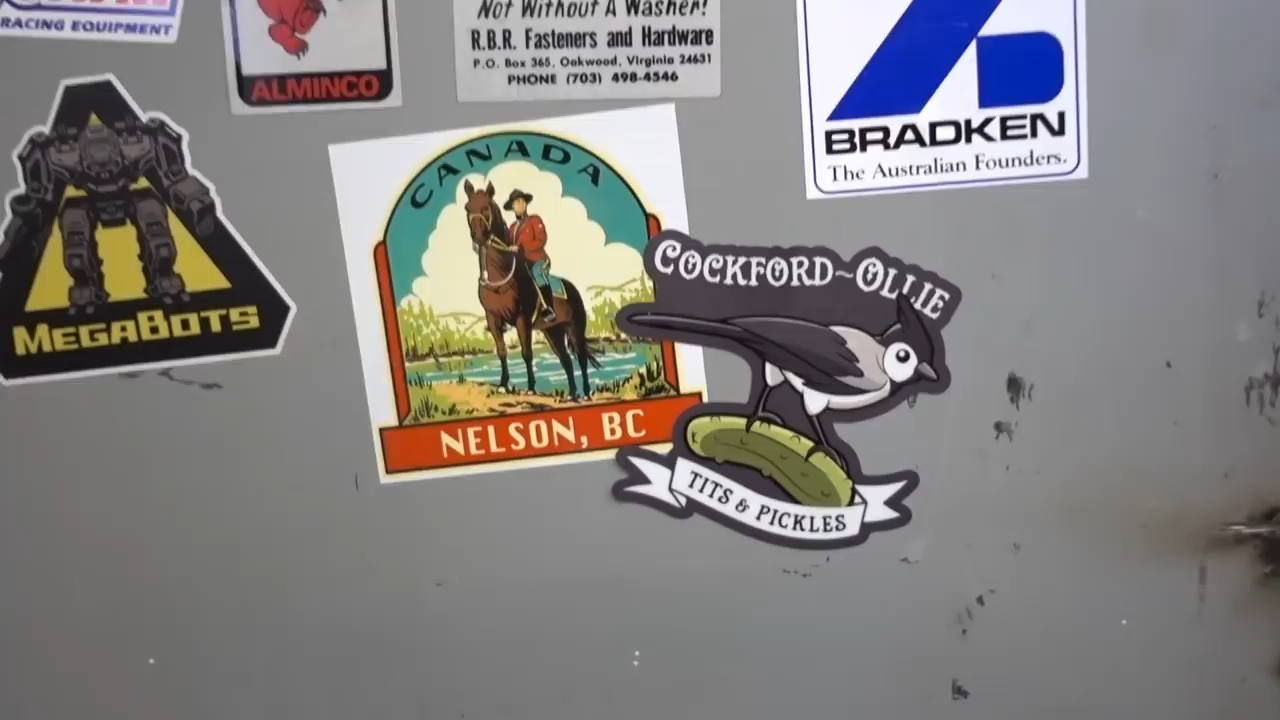 RACING EQUIPMENT
ALMINCO
Not Without A Washer!
R.B.R. Fasteners and Hardware
P.O. Box 365, Oakwood, Virginia 24631
PHONE (703) 498-4546
BRADKEN
The Australian Founders.
MEGABOTS
CANADA
NELSON, BC
COCKFORD~OLLIE
TITS & PICKLES